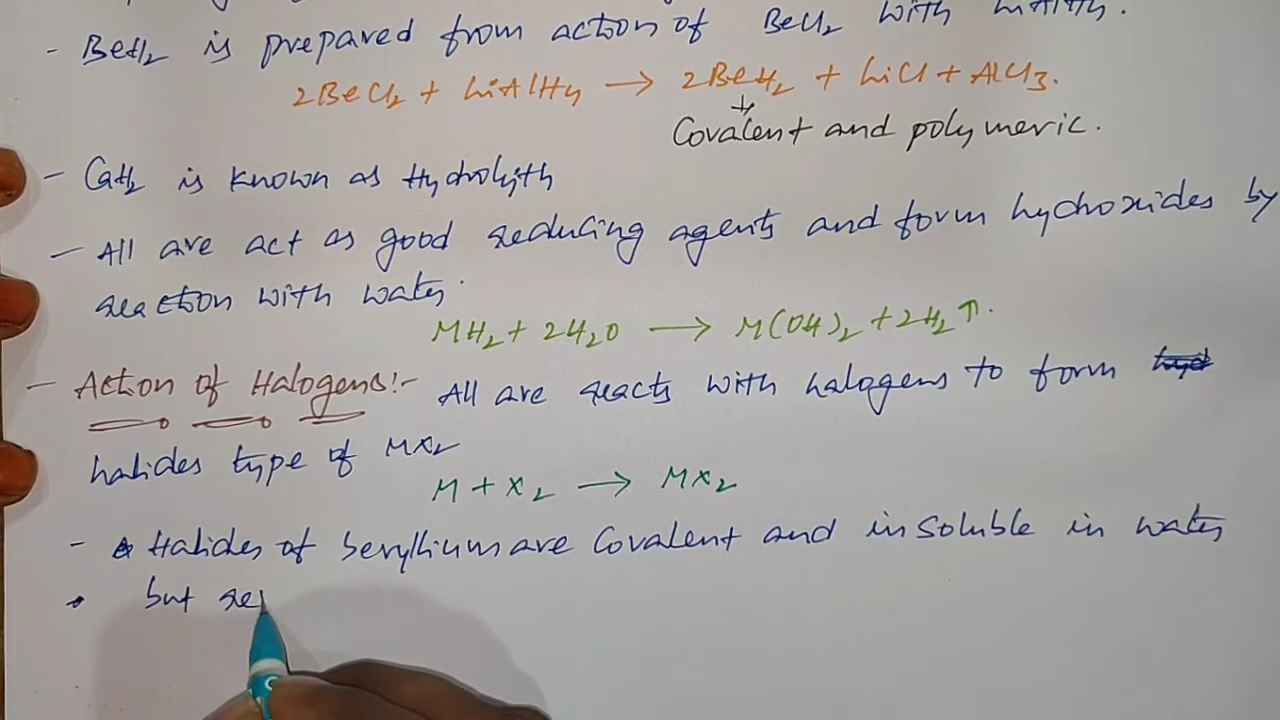 - BeH2 is prepared from action of BeCl2 with LiAlH4.
2BeCl2 + LiAlH4 → 2BeH2 + LiCl + AlCl3.
Covalent and polymeric.
- CaH2 is known as Hydrolith
- All are act as good reducing agents and form hydroxides by
reaction with water.
MH2 + 2H2O → M(OH)2 + 2H2↑.
- Action of Halogens:- All are reacts with halogens to form
halides type of MX2
M + X2 → MX2
- Halides of beryllium are Covalent and insoluble in water
but